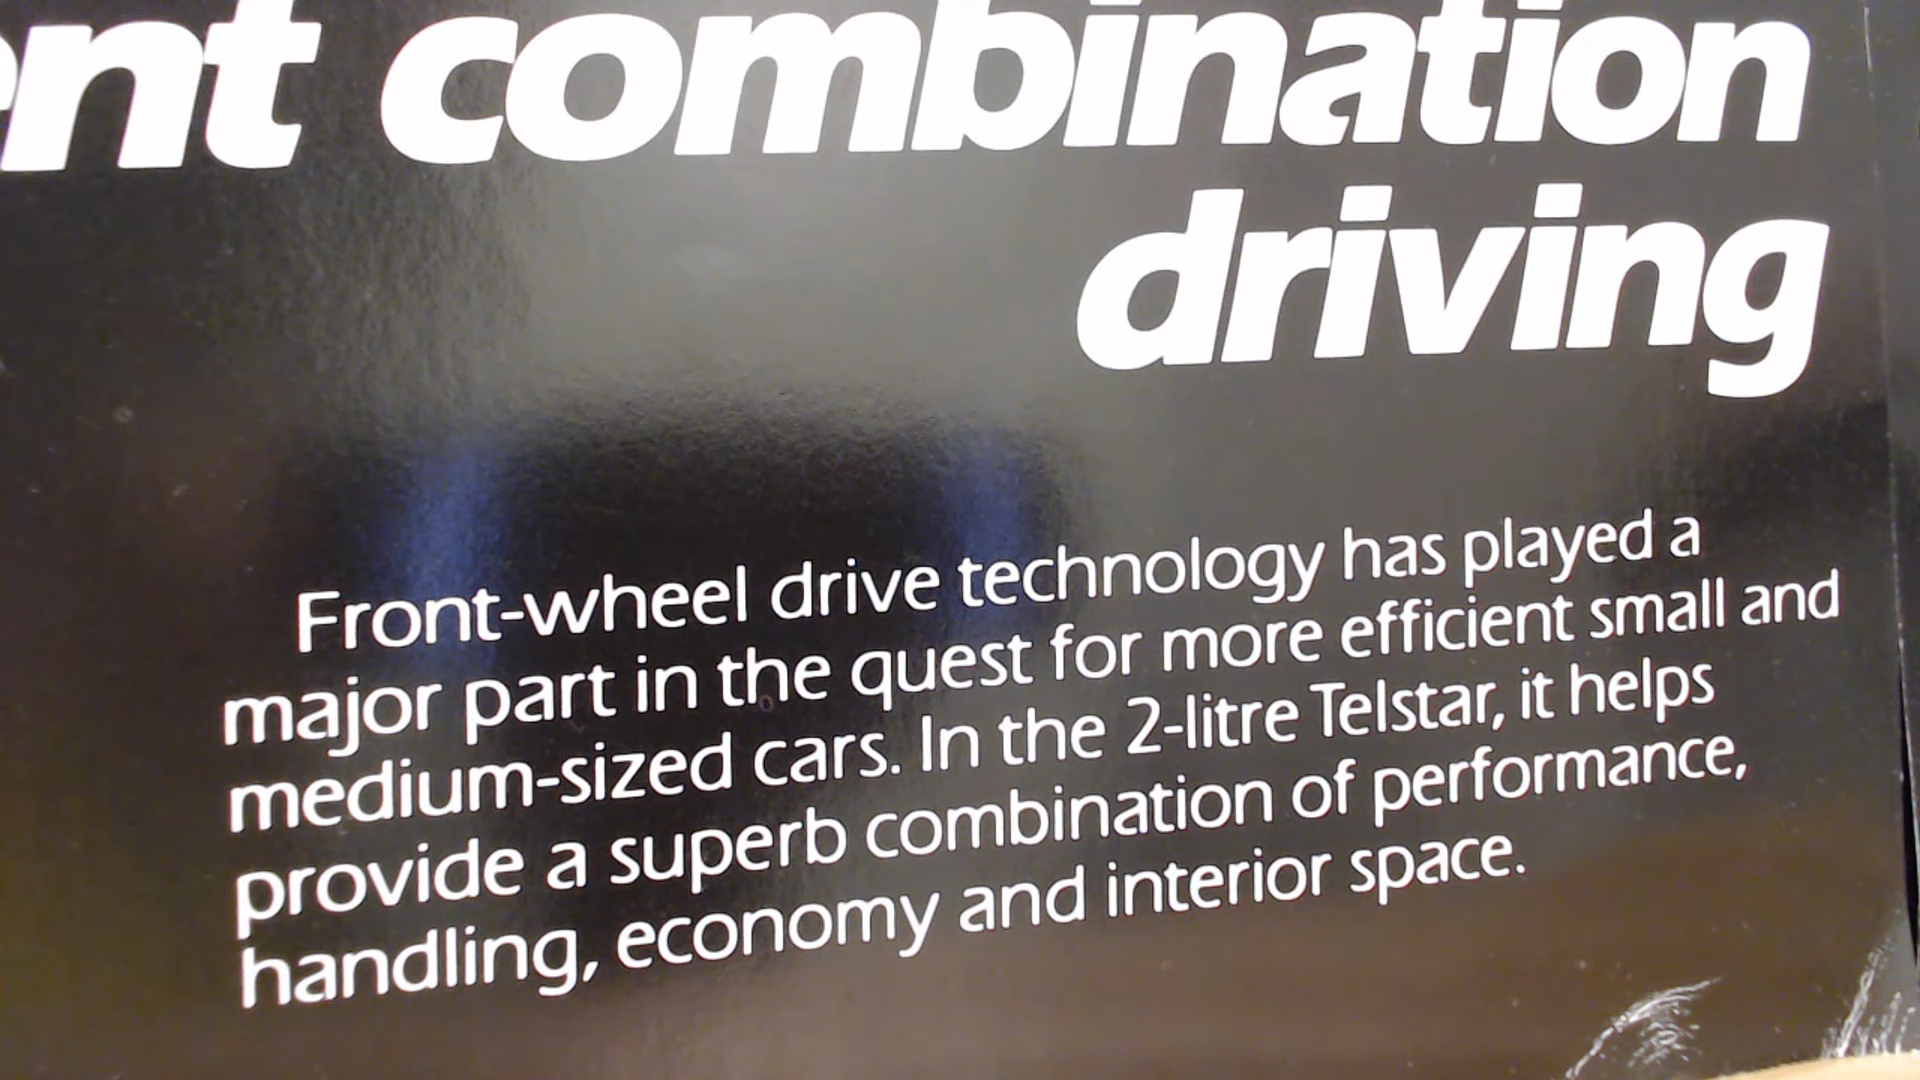 ent combination
driving
Front-wheel drive technology has played a
major part in the quest for more efficient small and
medium-sized cars. In the 2-litre Telstar, it helps
provide a superb combination of performance,
handling, economy and interior space.